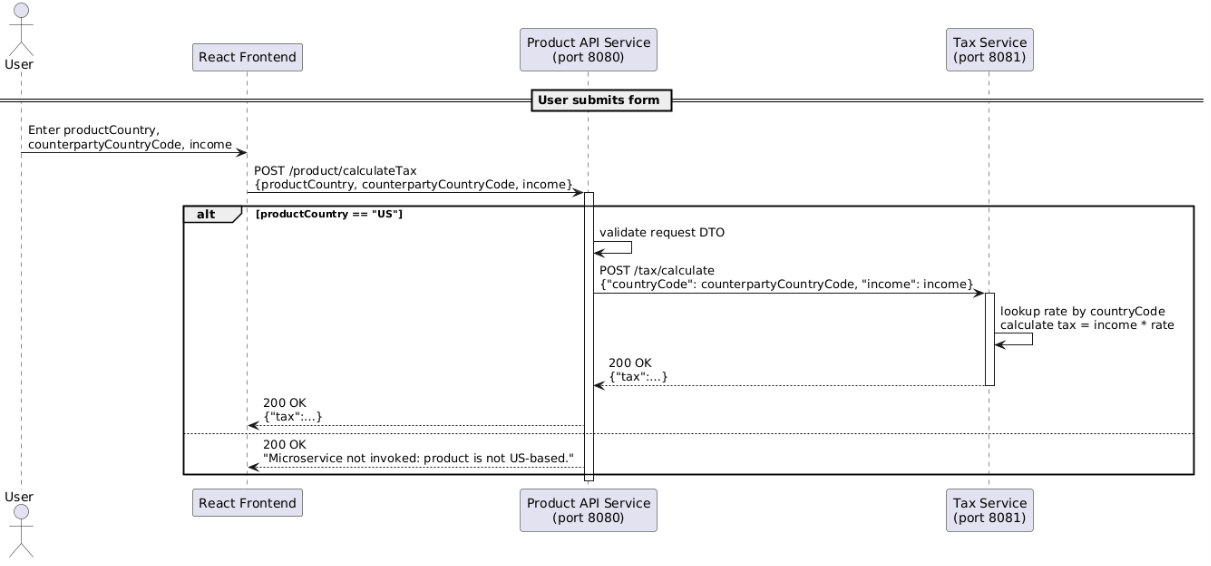 User
React Frontend
Product API Service
(port 8080)
Tax Service
(port 8081)
User submits form
Enter productCountry,
counterpartyCountryCode, income
POST /product/calculateTax
{productCountry, counterpartyCountryCode, income}
alt
[productCountry == "US"]
validate request DTO
POST /tax/calculate
{"countryCode": counterpartyCountryCode, "income": income}
lookup rate by countryCode
calculate tax = income * rate
200 OK
{"tax":...}
200 OK
{"tax":...}
200 OK
"Microservice not invoked: product is not US-based."
User
React Frontend
Product API Service
(port 8080)
Tax Service
(port 8081)